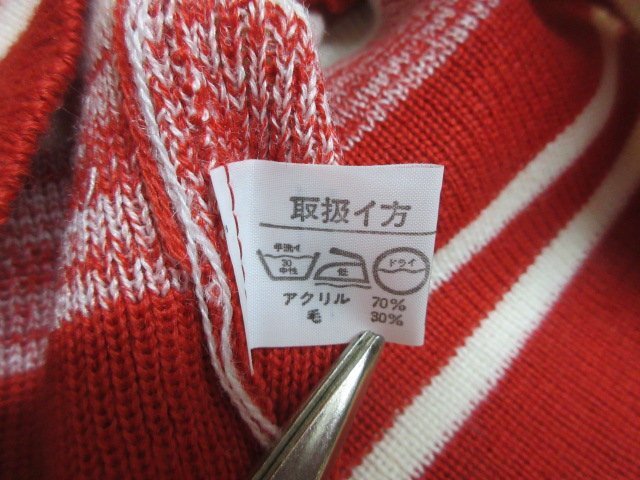 取扱イ方
手洗イ
30
中性
低
ドライ
アクリル 70%
毛 30%